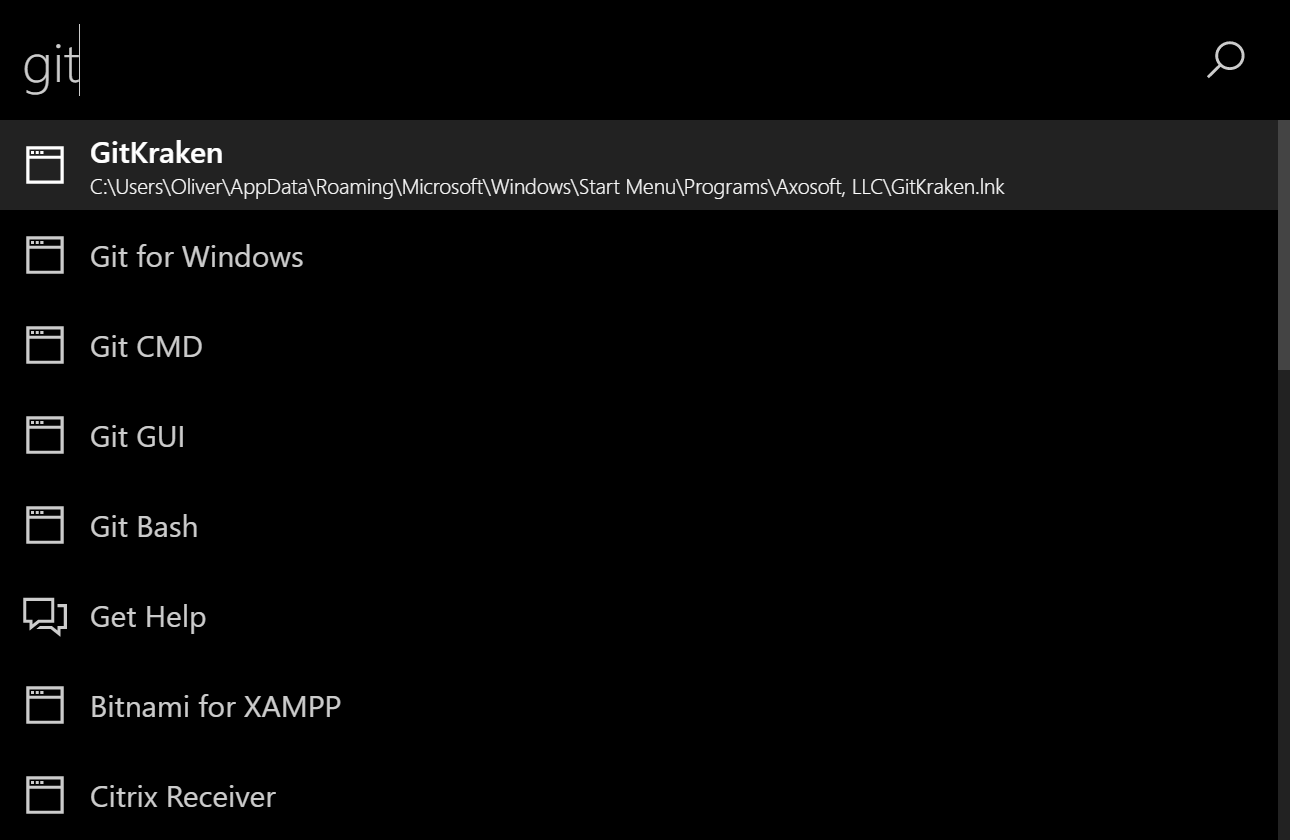 git
GitKraken
C:\Users\Oliver\AppData\Roaming\Microsoft\Windows\Start Menu\Programs\Axosoft, LLC\GitKraken.lnk
Git for Windows
Git CMD
Git GUI
Git Bash
Get Help
Bitnami for XAMPP
Citrix Receiver